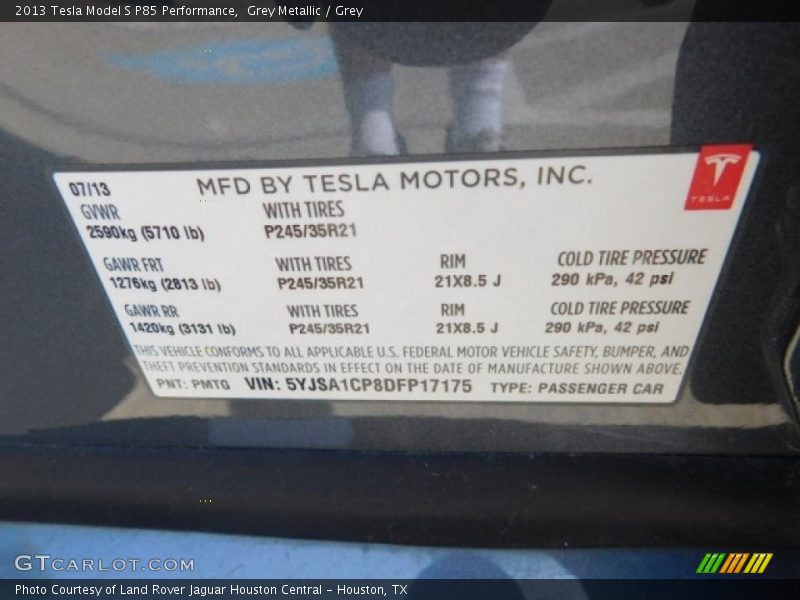 2013 Tesla Model S P85 Performance,  Grey Metallic / Grey
07/13 MFD BY TESLA MOTORS, INC.
TESLA
GVWR WITH TIRES
2590kg (5710 lb) P245/35R21
GAWR FRT WITH TIRES RIM COLD TIRE PRESSURE
1276kg (2813 lb) P245/35R21 21X8.5 J 290 kPa, 42 psi
GAWR RR WITH TIRES RIM COLD TIRE PRESSURE
1420kg (3131 lb) P245/35R21 21X8.5 J 290 kPa, 42 psi
THIS VEHICLE CONFORMS TO ALL APPLICABLE U.S. FEDERAL MOTOR VEHICLE SAFETY, BUMPER, AND
THEFT PREVENTION STANDARDS IN EFFECT ON THE DATE OF MANUFACTURE SHOWN ABOVE.
PNT: PMTG VIN: 5YJSA1CP8DFP17175 TYPE: PASSENGER CAR
GTCARLOT.COM
Photo Courtesy of Land Rover Jaguar Houston Central – Houston, TX